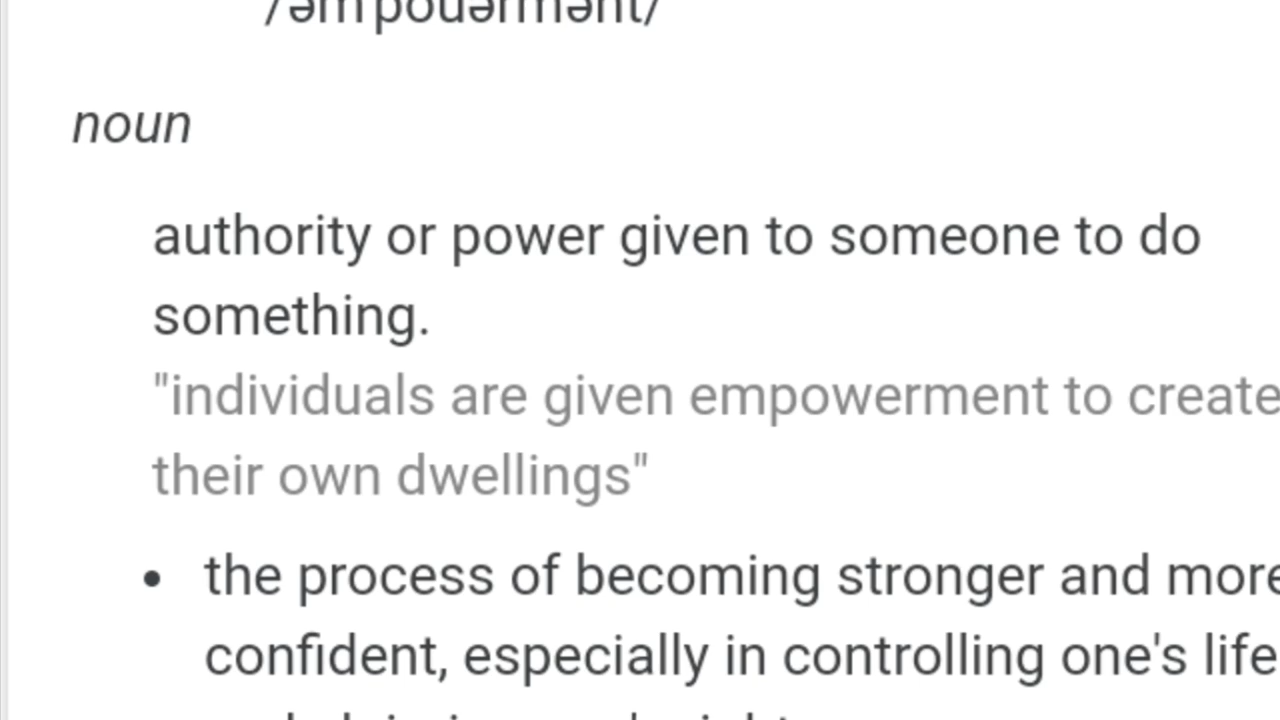 /əmˈpouərmənt/
noun
authority or power given to someone to do
something.
"individuals are given empowerment to create
their own dwellings"
• the process of becoming stronger and more
confident, especially in controlling one's life